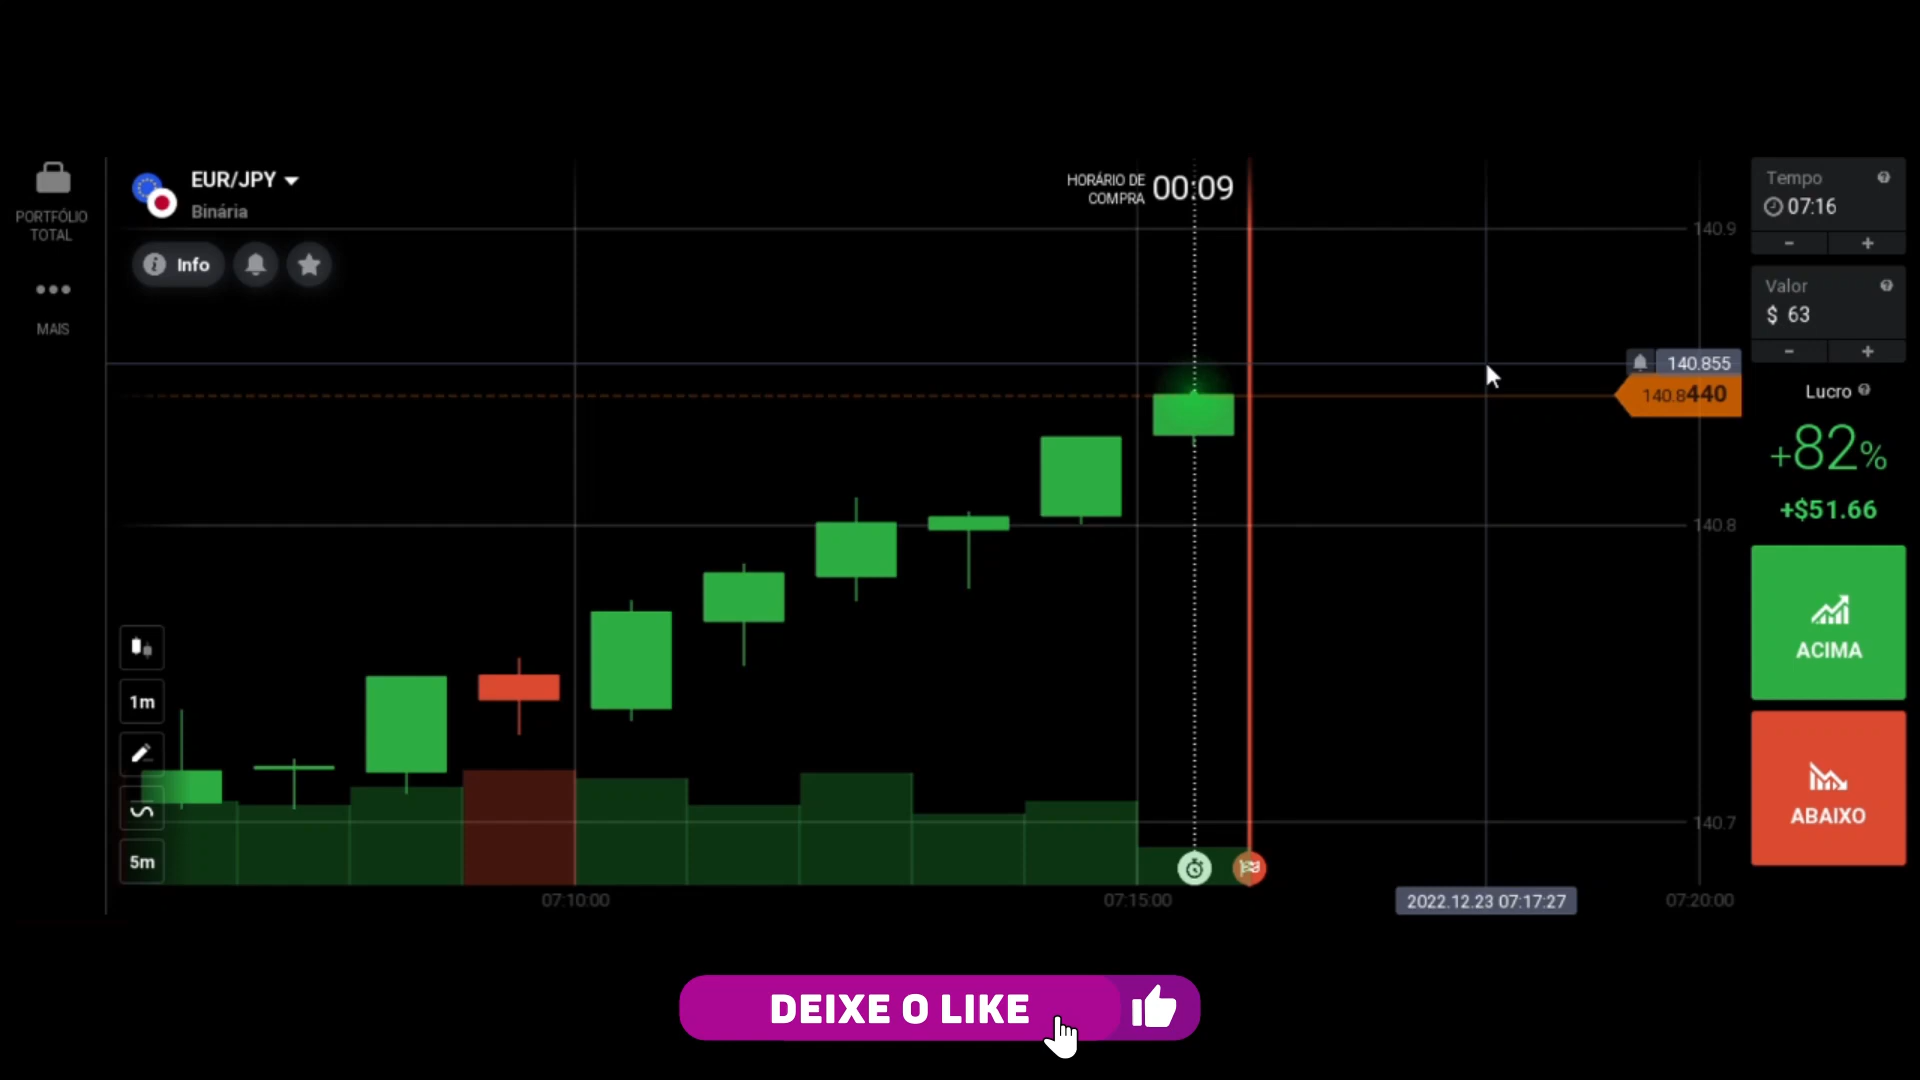 PORTFÓLIO
TOTAL
MAIS
EUR/JPY
Binária
Info
HORÁRIO DE
COMPRA
00:09
Tempo
07:16
- +
Valor
$ 63
- +
Lucro
+82%
+$51.66
ACIMA
ABAIXO
140.9
140.855
140.8440
140.8
140.7
1m
5m
07:10:00
07:15:00
2022.12.23 07:17:27
07:20:00
DEIXE O LIKE